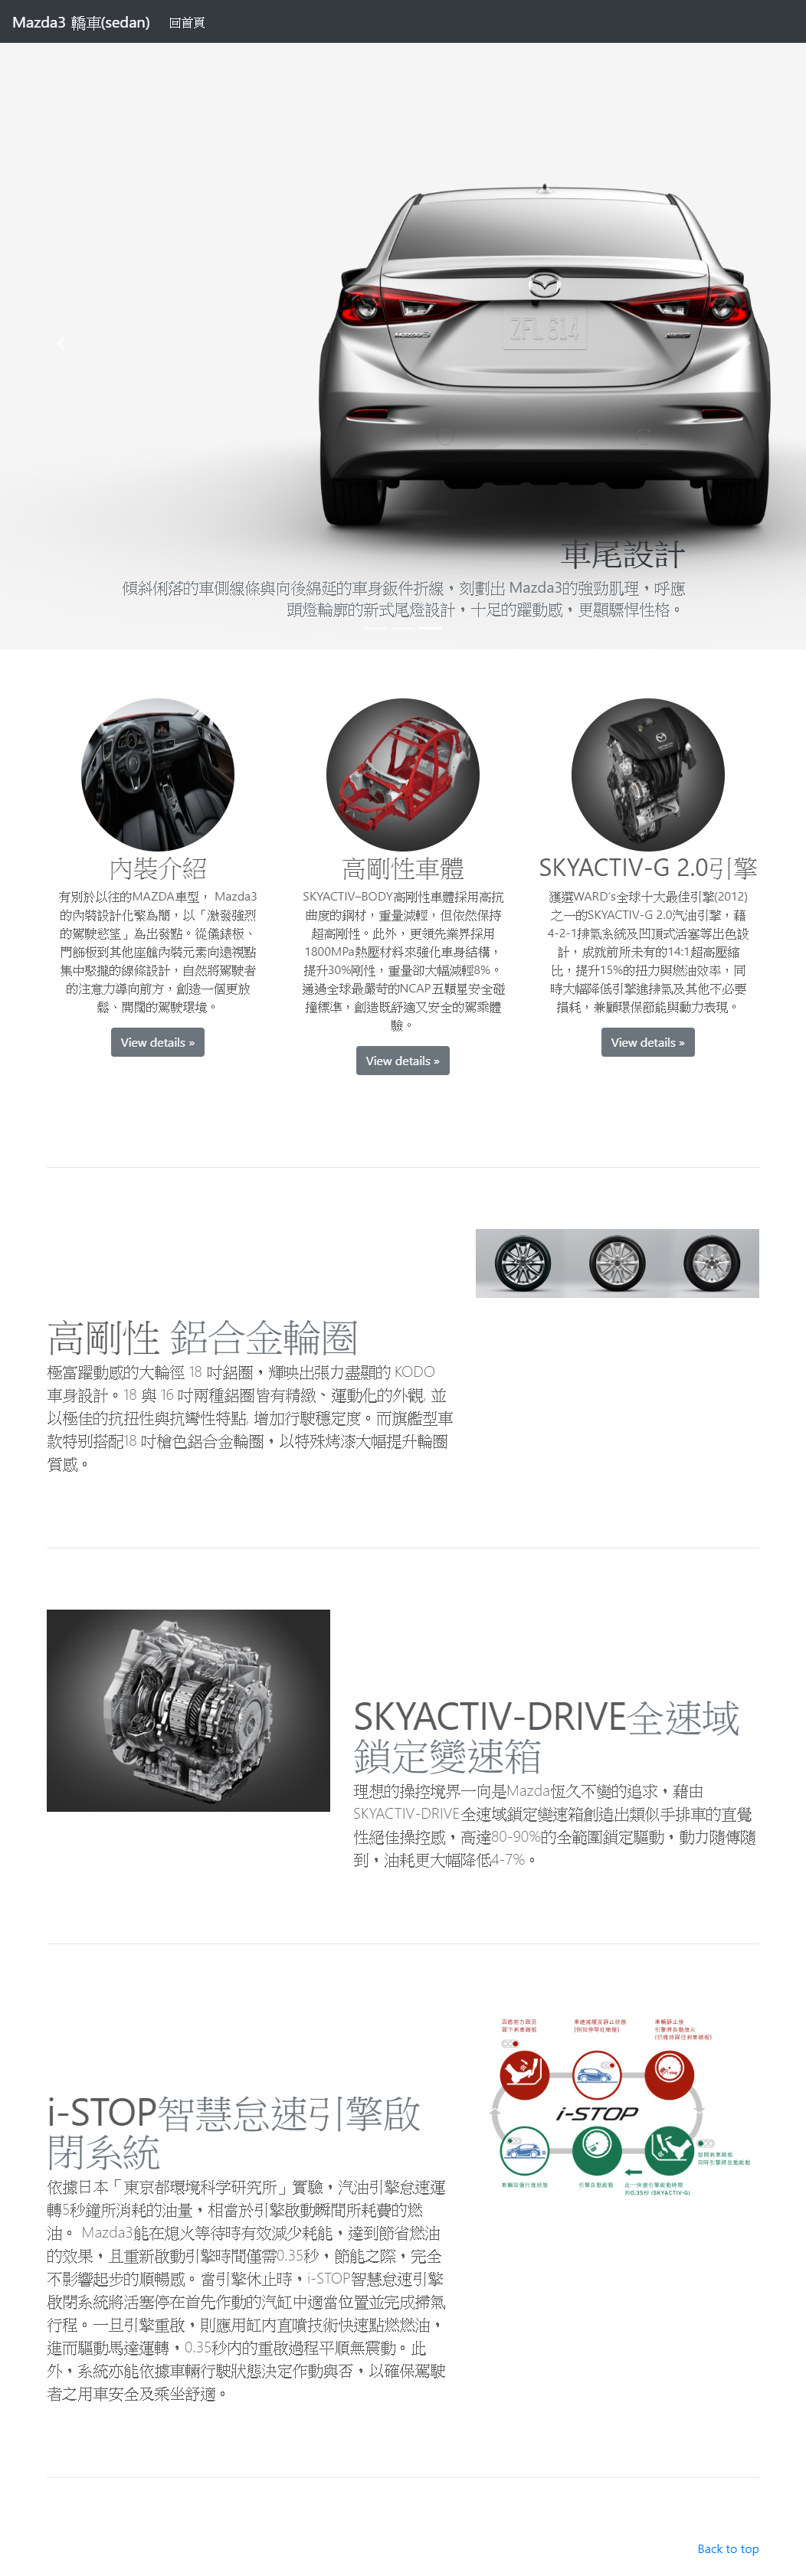 Mazda3 轎車(sedan) 回首頁
ZFL 614
車尾設計
傾斜俐落的車側線條與向後綿延的車身鈑件折線，刻劃出 Mazda3的強勁肌理，呼應
頭燈輪廓的新式尾燈設計，十足的躍動感，更顯驃悍性格。
內裝介紹
有別於以往的MAZDA車型， Mazda3
的內裝設計化繁為簡，以「激發強烈
的駕駛慾望」為出發點。從儀錶板、
門飾板到其他座艙內裝元素向遠視點
集中聚攏的線條設計，自然將駕駛者
的注意力導向前方，創造一個更放
鬆、開闊的駕駛環境。
View details »
高剛性車體
SKYACTIV–BODY高剛性車體採用高抗
曲度的鋼材，重量減輕，但依然保持
超高剛性。此外，更領先業界採用
1800MPa熱壓材料來強化車身結構，
提升30%剛性，重量卻大幅減輕8%。
通過全球最嚴苛的NCAP五顆星安全碰
撞標準，創造既舒適又安全的駕乘體
驗。
View details »
SKYACTIV-G 2.0引擎
獲選WARD's全球十大最佳引擎(2012)
之一的SKYACTIV-G 2.0汽油引擎，藉
4-2-1排氣系統及凹頂式活塞等出色設
計，成就前所未有的14:1超高壓縮
比，提升15%的扭力與燃油效率，同
時大幅降低引擎進排氣及其他不必要
損耗，兼顧環保節能與動力表現。
View details »
高剛性 鋁合金輪圈
極富躍動感的大輪徑 18 吋鋁圈，輝映出張力盡顯的 KODO
車身設計。18 與 16 吋兩種鋁圈皆有精緻、運動化的外觀, 並
以極佳的抗扭性與抗彎性特點, 增加行駛穩定度。而旗艦型車
款特別搭配18 吋槍色鋁合金輪圈，以特殊烤漆大幅提升輪圈
質感。
SKYACTIV-DRIVE全速域
鎖定變速箱
理想的操控境界一向是Mazda恆久不變的追求，藉由
SKYACTIV-DRIVE全速域鎖定變速箱創造出類似手排車的直覺
性絕佳操控感，高達80-90%的全範圍鎖定驅動，動力隨傳隨
到，油耗更大幅降低4-7%。
i-STOP智慧怠速引擎啟
閉系統
依據日本「東京都環境科学研究所」實驗，汽油引擎怠速運
轉5秒鐘所消耗的油量，相當於引擎啟動瞬間所耗費的燃
油。 Mazda3能在熄火等待時有效減少耗能，達到節省燃油
的效果，且重新啟動引擎時間僅需0.35秒，節能之際，完全
不影響起步的順暢感。當引擎休止時，i-STOP智慧怠速引擎
啟閉系統將活塞停在首先作動的汽缸中適當位置並完成掃氣
行程。一旦引擎重啟，則應用缸內直噴技術快速點燃燃油，
進而驅動馬達運轉，0.35秒內的重啟過程平順無震動。此
外，系統亦能依據車輛行駛狀態決定作動與否，以確保駕駛
者之用車安全及乘坐舒適。
i-STOP
車輛靜止後
引擎將自動熄火
引擎自動啟動
的0.35秒 (SKYACTIV-G)
Back to top